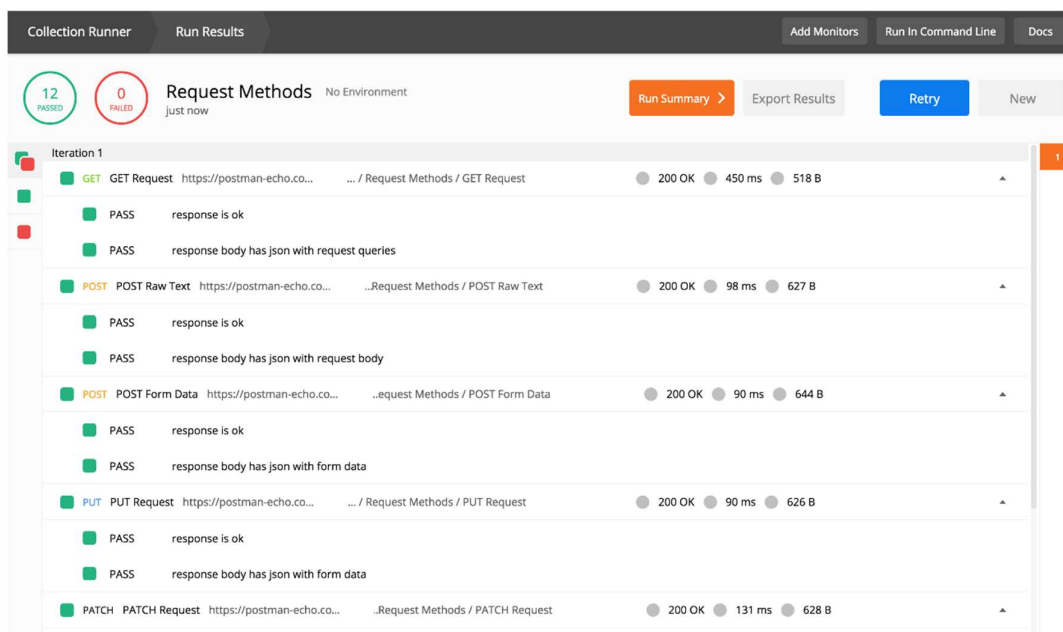 Collection Runner Run Results Add Monitors Run In Command Line Docs
12 PASSED 0 FAILED Request Methods No Environment Run Summary Export Results Retry New
just now
Iteration 1 1
GET GET Request https://postman-echo.co... ... / Request Methods / GET Request 200 OK 450 ms 518 B
PASS response is ok
PASS response body has json with request queries
POST POST Raw Text https://postman-echo.co... ...Request Methods / POST Raw Text 200 OK 98 ms 627 B
PASS response is ok
PASS response body has json with request body
POST POST Form Data https://postman-echo.co... ..equest Methods / POST Form Data 200 OK 90 ms 644 B
PASS response is ok
PASS response body has json with form data
PUT PUT Request https://postman-echo.co... ... / Request Methods / PUT Request 200 OK 90 ms 626 B
PASS response is ok
PASS response body has json with form data
PATCH PATCH Request https://postman-echo.co... ..Request Methods / PATCH Request 200 OK 131 ms 628 B